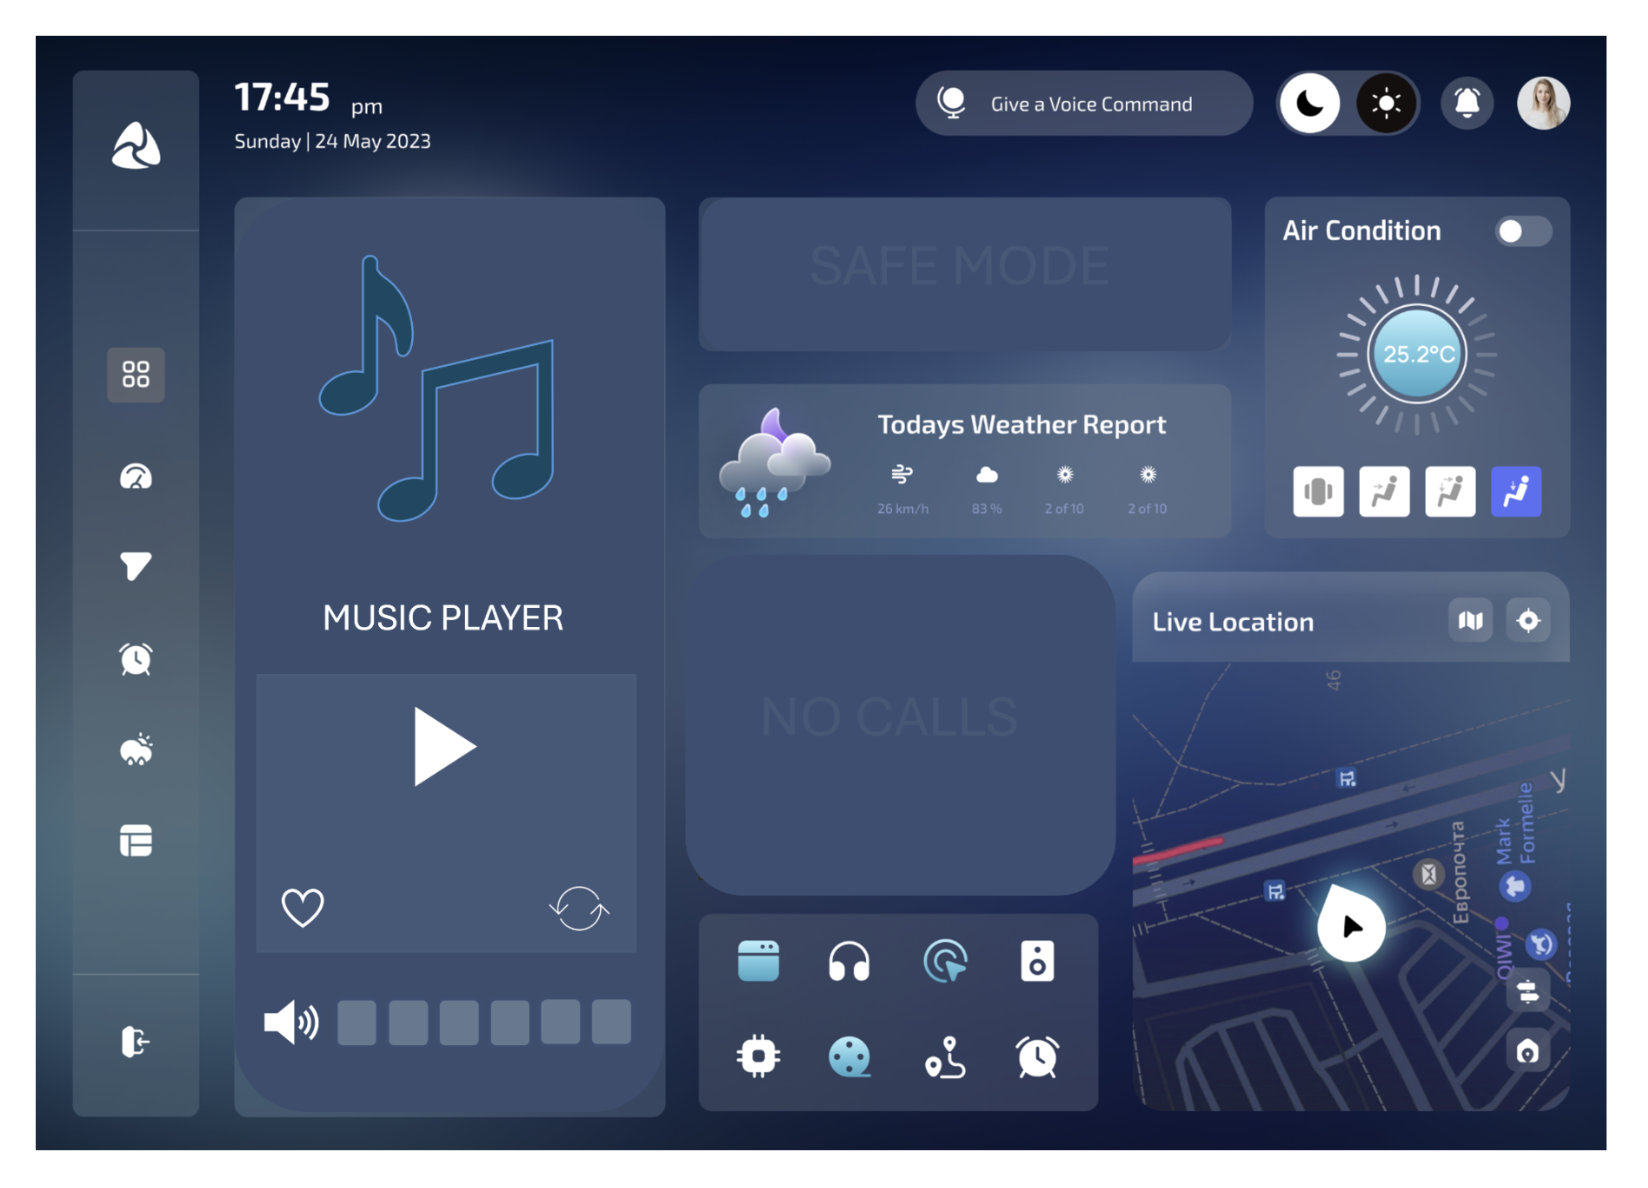 17:45 pm
Sunday | 24 May 2023
Give a Voice Command
SAFE MODE
Air Condition
25.2°C
Todays Weather Report
26 km/h
83 %
2 of 10
2 of 10
MUSIC PLAYER
NO CALLS
Live Location
46
У
Mark
Formelle
Европочта
QIWI